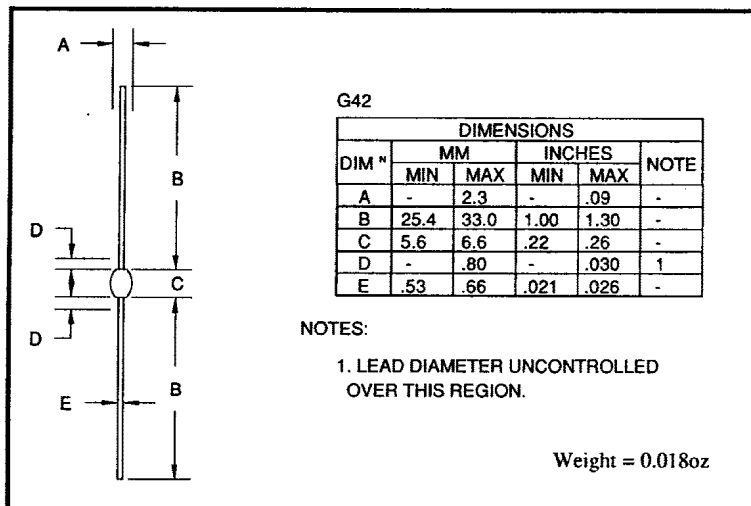 A
B
D
C
D
E
B
G42
DIMENSIONS
DIM " MM INCHES NOTE
MIN MAX MIN MAX
A - 2.3 - .09 -
B 25.4 33.0 1.00 1.30 -
C 5.6 6.6 .22 .26 -
D - .80 - .030 1
E .53 .66 .021 .026 -
NOTES:
1. LEAD DIAMETER UNCONTROLLED
OVER THIS REGION.
Weight = 0.018oz